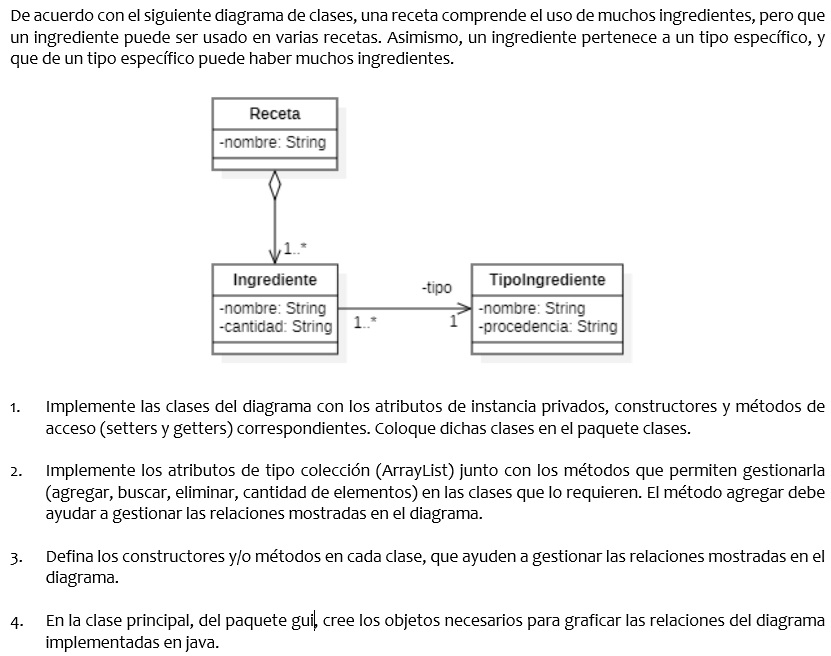 De acuerdo con el siguiente diagrama de clases, una receta comprende el uso de muchos ingredientes, pero que
un ingrediente puede ser usado en varias recetas. Asimismo, un ingrediente pertenece a un tipo específico, y
que de un tipo específico puede haber muchos ingredientes.
Receta
-nombre: String
1..*
Ingrediente
-nombre: String
-cantidad: String
1..*
-tipo
1
TipoIngrediente
-nombre: String
-procedencia: String
1. Implemente las clases del diagrama con los atributos de instancia privados, constructores y métodos de
acceso (setters y getters) correspondientes. Coloque dichas clases en el paquete clases.
2. Implemente los atributos de tipo colección (ArrayList) junto con los métodos que permiten gestionarla
(agregar, buscar, eliminar, cantidad de elementos) en las clases que lo requieren. El método agregar debe
ayudar a gestionar las relaciones mostradas en el diagrama.
3. Defina los constructores y/o métodos en cada clase, que ayuden a gestionar las relaciones mostradas en el
diagrama.
4. En la clase principal, del paquete gui, cree los objetos necesarios para graficar las relaciones del diagrama
implementadas en java.